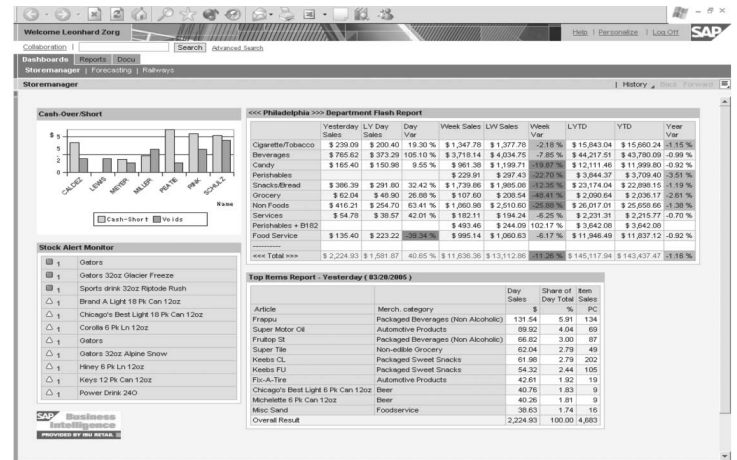 Welcome Leonhard Zorg
Help | Personalize | Log Off
SAP
Collaboration | Search Advanced Search
Dashboards Reports Docu
Storemanager | Forecasting | Railways
Storemanager
| History Back Forward
Cash-Over/Short
$ 5
5
2
0
CALDEZ LEWIS MEYER MILLER PEATIE PINK SCHULZ
Name
Cash-Short Voids
Stock Alert Monitor
1 Gators
1 Gators 32oz Glacier Freeze
1 Sports drink 32oz Riptode Rush
1 Brand A Light 18 Pk Can 12oz
1 Chicago's Best Light 18 Pk Can 12oz
1 Corolla 6 Pk Ln 12oz
1 Gators
1 Gators 32oz Alpine Snow
1 Hiney 6 Pk Ln 12oz
1 Keys 12 Pk Can 12oz
1 Power Drink 24O
SAP Business
Intelligence
PROVIDED BY IBU RETAIL
<<< Philadelphia >>> Department Flash Report
Yesterday Sales LY Day Sales Day Var Week Sales LW Sales Week Var LYTD YTD Year Var
Cigarette/Tobacco $ 239.09 $ 200.40 19.30 % $ 1,347.78 $ 1,377.78 -2.18 % $ 15,843.04 $ 15,660.24 -1.15 %
Beverages $ 765.62 $ 373.29 105.10 % $ 3,718.14 $ 4,034.75 -7.85 % $ 44,217.51 $ 43,780.09 -0.99 %
Candy $ 165.40 $ 150.98 9.55 % $ 961.38 $ 1,199.71 -19.87 % $ 12,111.46 $ 11,999.80 -0.92 %
Perishables $ 229.91 $ 297.43 -22.70 % $ 3,844.37 $ 3,709.40 -3.51 %
Snacks/Bread $ 386.39 $ 291.80 32.42 % $ 1,739.86 $ 1,985.08 -12.35 % $ 23,174.04 $ 22,898.15 -1.19 %
Grocery $ 62.04 $ 48.90 26.88 % $ 107.60 $ 208.54 -48.41 % $ 2,090.64 $ 2,036.17 -2.61 %
Non Foods $ 416.21 $ 254.70 63.41 % $ 1,860.98 $ 2,510.60 -25.88 % $ 26,017.01 $ 25,658.66 -1.38 %
Services $ 54.78 $ 38.57 42.01 % $ 182.11 $ 194.24 -6.25 % $ 2,231.31 $ 2,215.77 -0.70 %
Perishables + B182 $ 493.46 $ 244.09 102.17 % $ 3,642.08 $ 3,642.08
Food Service $ 135.40 $ 223.22 -39.34 % $ 995.14 $ 1,060.63 -6.17 % $ 11,946.49 $ 11,837.12 -0.92 %
----------
<<< Total >>> $ 2,224.93 $ 1,581.87 40.65 % $ 11,636.36 $ 13,112.86 -11.26 % $ 145,117.94 $ 143,437.47 -1.16 %
Top Items Report - Yesterday ( 03/20/2005 )
Day Sales Share of Day Total Item Sales
Article Merch. category $ % PC
Frappu Packaged Beverages (Non Alcoholic) 131.54 5.91 134
Super Motor Oil Automotive Products 89.92 4.04 69
Fruitop St Packaged Beverages (Non Alcoholic) 66.82 3.00 87
Super Tile Non-edible Grocery 62.04 2.79 49
Keebs CL Packaged Sweet Snacks 61.98 2.79 202
Keebs FU Packaged Sweet Snacks 54.32 2.44 105
Fix-A-Tire Automotive Products 42.61 1.92 19
Chicago's Best Light 6 Pk Can 12oz Beer 40.76 1.83 9
Michelette 6 Pk Can 12oz Beer 40.26 1.81 9
Misc Sand Foodservice 38.63 1.74 16
Overall Result 2,224.93 100.00 4,683